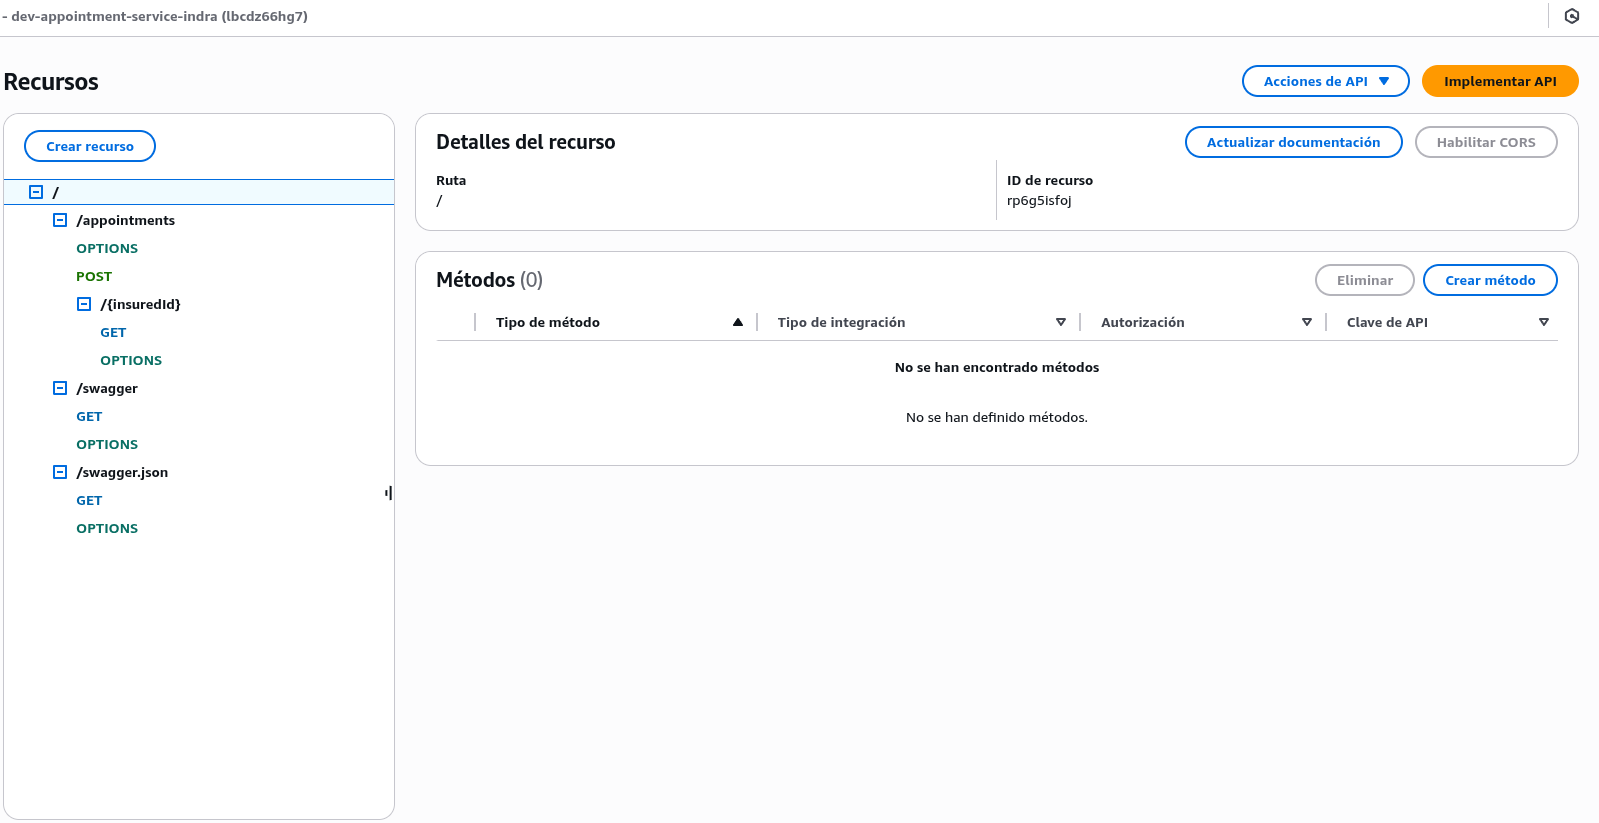 - dev-appointment-service-indra (lbcdz66hg7)
Recursos
Acciones de API
Implementar API
Crear recurso
/
/appointments
OPTIONS
POST
/{insuredId}
GET
OPTIONS
/swagger
GET
OPTIONS
/swagger.json
GET
OPTIONS
Detalles del recurso
Actualizar documentación
Habilitar CORS
Ruta
/
ID de recurso
rp6g5isfoj
Métodos (0)
Eliminar
Crear método
Tipo de método
Tipo de integración
Autorización
Clave de API
No se han encontrado métodos
No se han definido métodos.